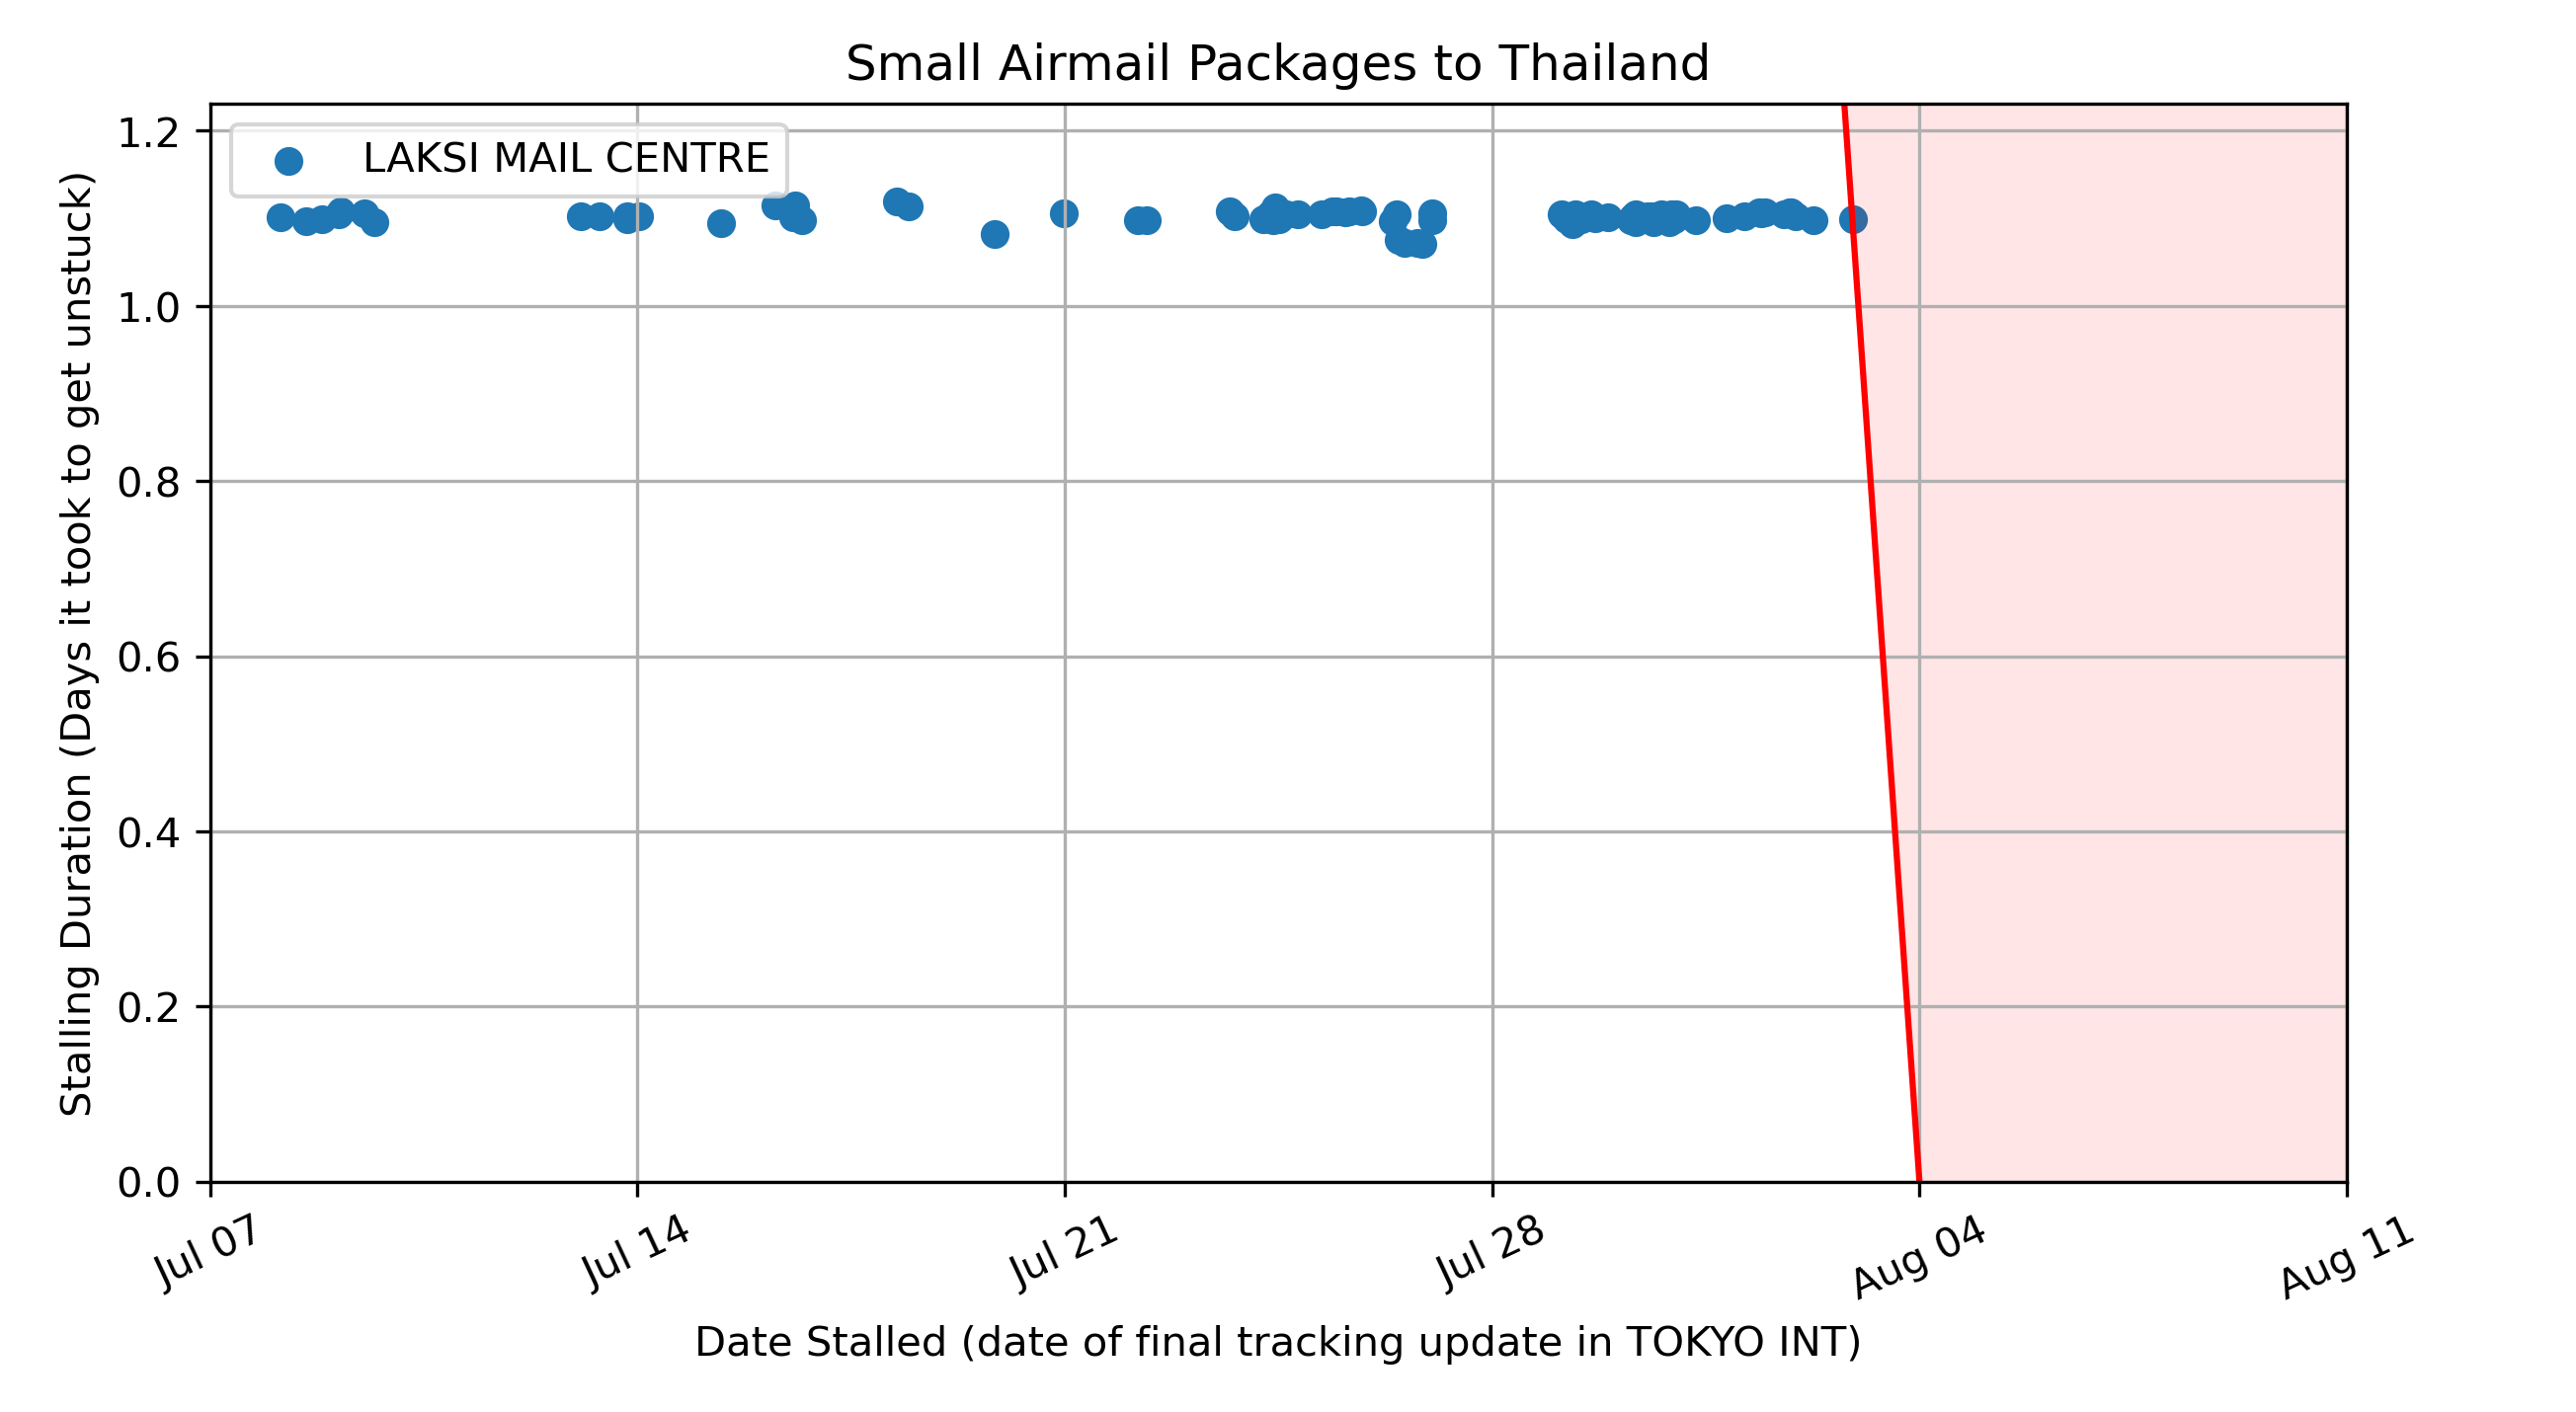 Small Airmail Packages to Thailand
LAKSI MAIL CENTRE
Stalling Duration (Days it took to get unstuck)
1.2
1.0
0.8
0.6
0.4
0.2
0.0
Jul 07
Jul 14
Jul 21
Jul 28
Aug 04
Aug 11
Date Stalled (date of final tracking update in TOKYO INT)